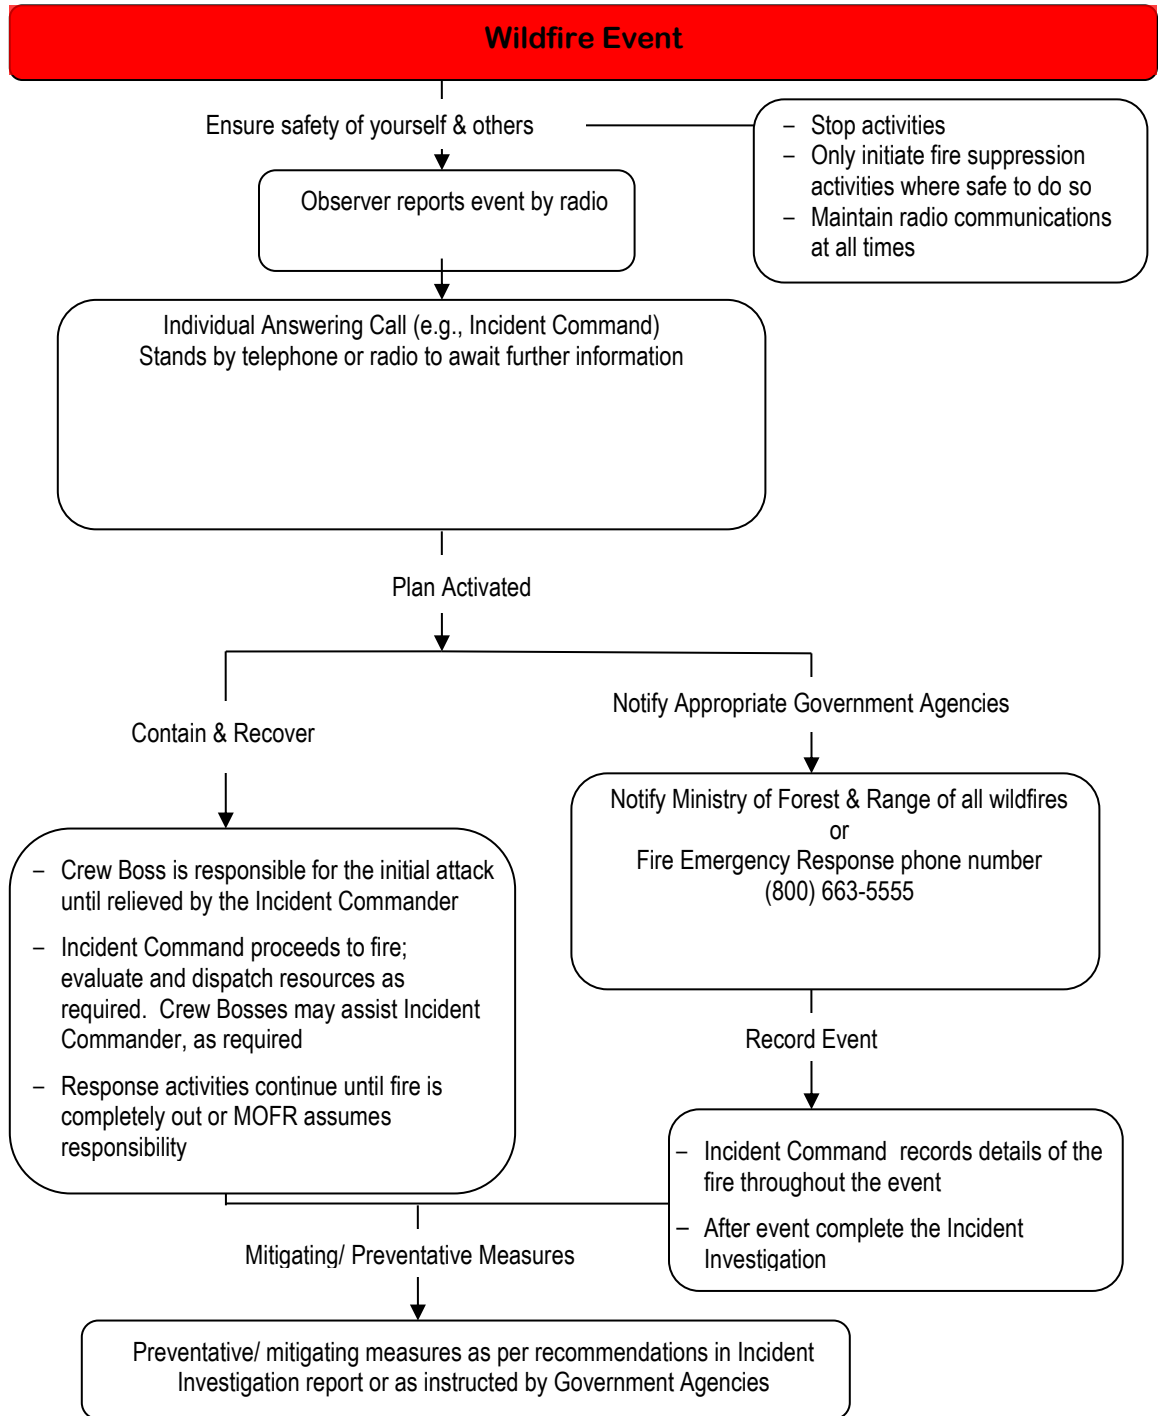 Wildfire Event
Ensure safety of yourself & others
– Stop activities
– Only initiate fire suppression
activities where safe to do so
– Maintain radio communications
at all times
Observer reports event by radio
Individual Answering Call (e.g., Incident Command)
Stands by telephone or radio to await further information
Plan Activated
Contain & Recover
– Crew Boss is responsible for the initial attack
until relieved by the Incident Commander
– Incident Command proceeds to fire;
evaluate and dispatch resources as
required. Crew Bosses may assist Incident
Commander, as required
– Response activities continue until fire is
completely out or MOFR assumes
responsibility
Notify Appropriate Government Agencies
Notify Ministry of Forest & Range of all wildfires
or
Fire Emergency Response phone number
(800) 663-5555
Record Event
– Incident Command records details of the
fire throughout the event
– After event complete the Incident
Investigation
Mitigating/ Preventative Measures
Preventative/ mitigating measures as per recommendations in Incident
Investigation report or as instructed by Government Agencies